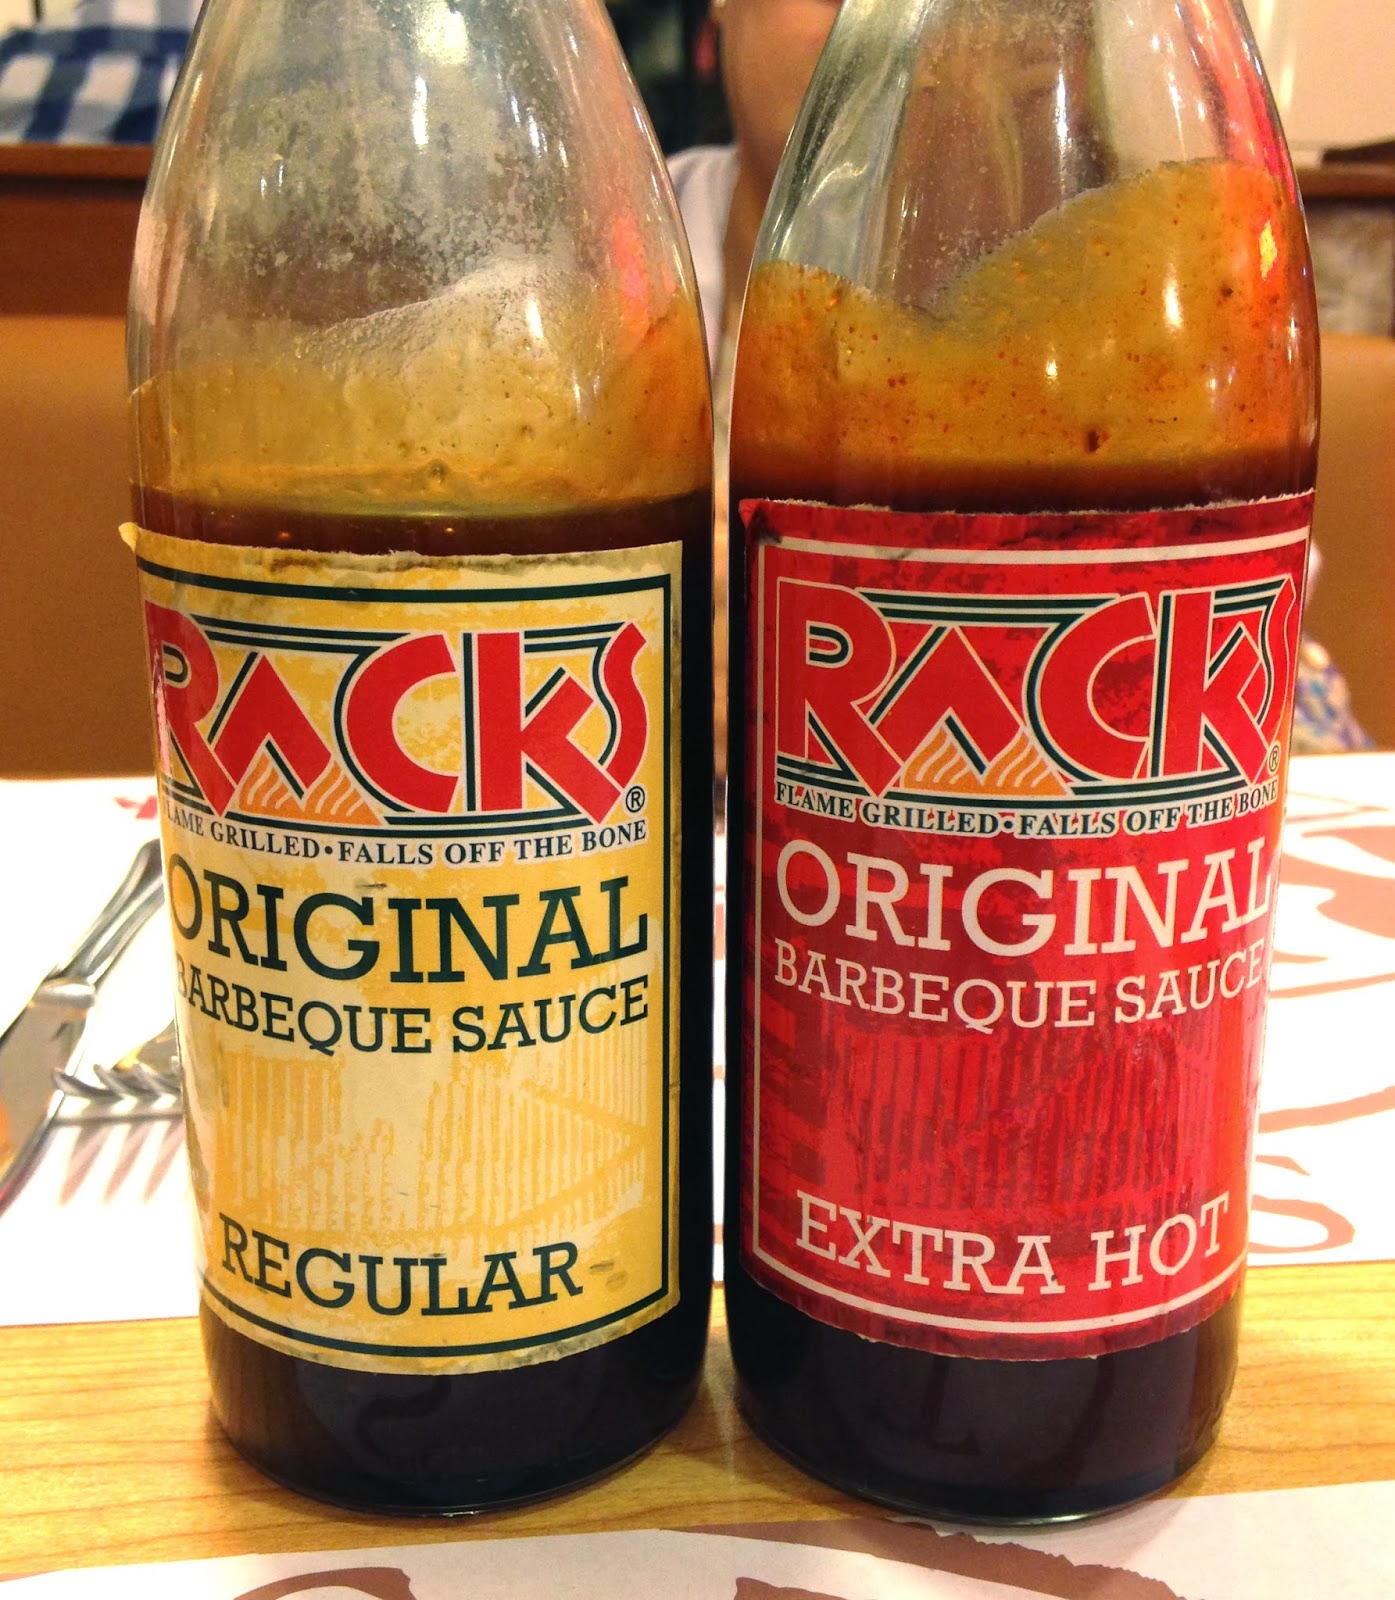 RACKS®
FLAME GRILLED•FALLS OFF THE BONE
ORIGINAL
BARBEQUE SAUCE
REGULAR
RACKS®
FLAME GRILLED•FALLS OFF THE BONE
ORIGINAL
BARBEQUE SAUCE
EXTRA HOT